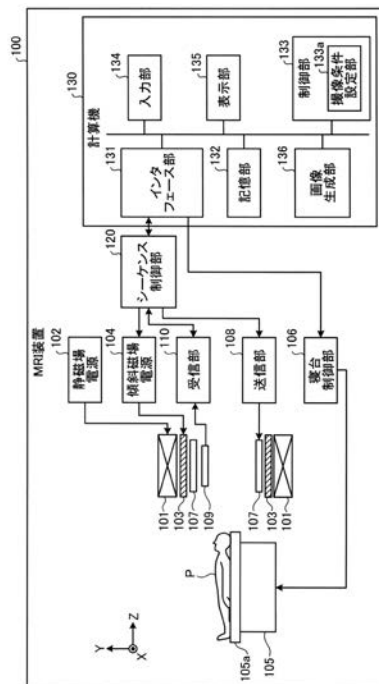 100
MRI装置
静磁場
電源
102
傾斜磁場
電源
104
受信部
110
送信部
108
寝台
制御部
106
シーケンス
制御部
120
計算機
130
インタ
フェース部
131
入力部
134
表示部
135
記憶部
132
制御部
133
133a
撮像条件
設定部
画像
生成部
136
101
103
107
109
107
103
101
Y
Z
X
P
105a
105